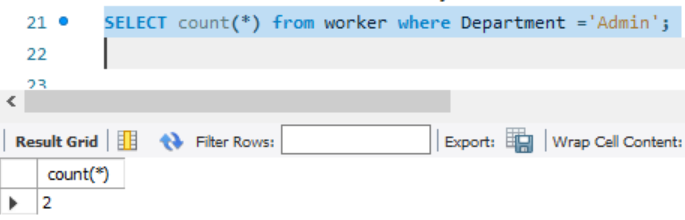 21 SELECT count(*) from worker where Department ='Admin';
22
23
Result Grid Filter Rows: Export: Wrap Cell Content:
count(*)
2